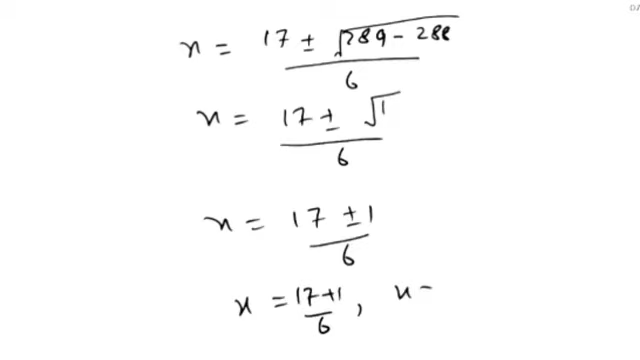 x = 17 ± √289 - 288 / 6
x = 17 ± √1 / 6
x = 17 ± 1 / 6
x = 17+1 / 6 , x =